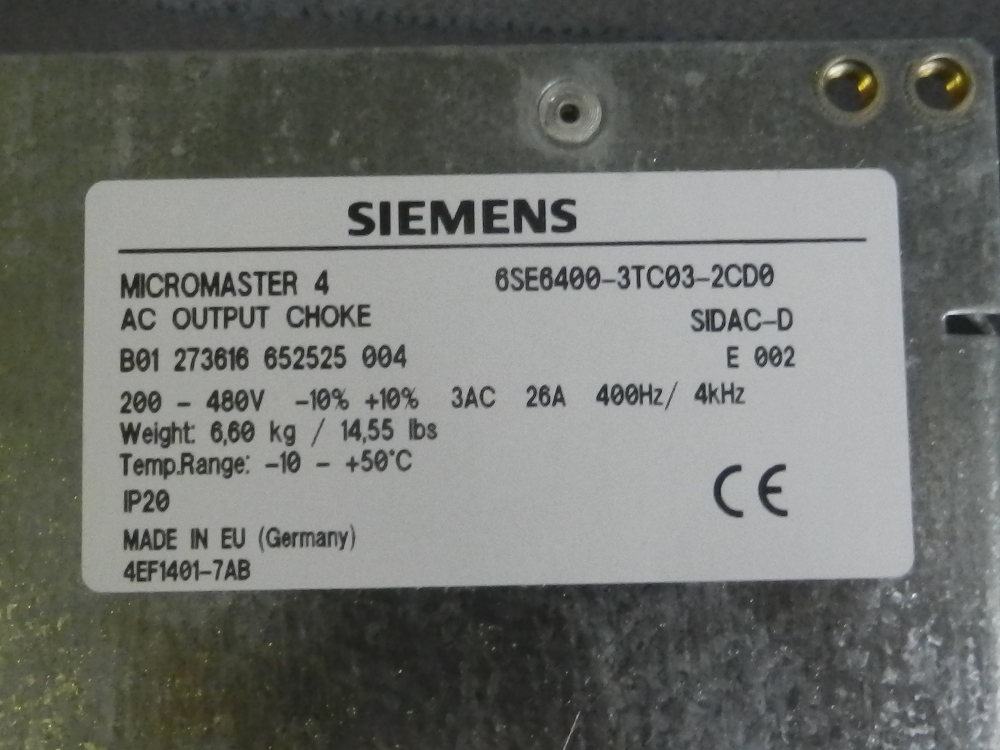 SIEMENS
MICROMASTER 4 6SE6400-3TC03-2CD0
AC OUTPUT CHOKE SIDAC-D
B01 273616 652525 004 E 002
200 - 480V -10% +10% 3AC 26A 400Hz/ 4kHz
Weight: 6,60 kg / 14,55 lbs
Temp.Range: -10 - +50°C
IP20 CE
MADE IN EU (Germany)
4EF1401-7AB